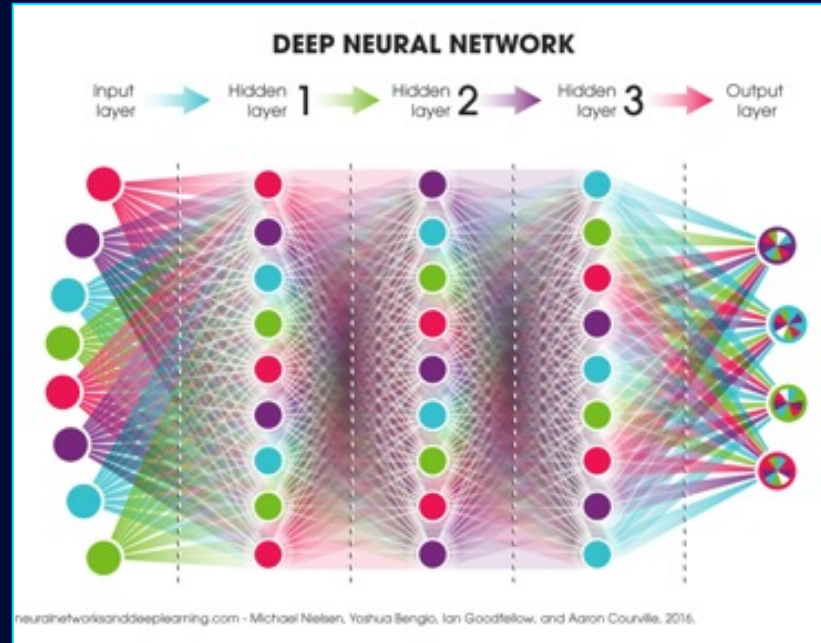 DEEP NEURAL NETWORK
Input layer
Hidden layer 1
Hidden layer 2
Hidden layer 3
Output layer
neuralnetworksanddeeplearning.com - Michael Nielsen, Yoshua Bengio, Ian Goodfellow, and Aaron Courville, 2016.